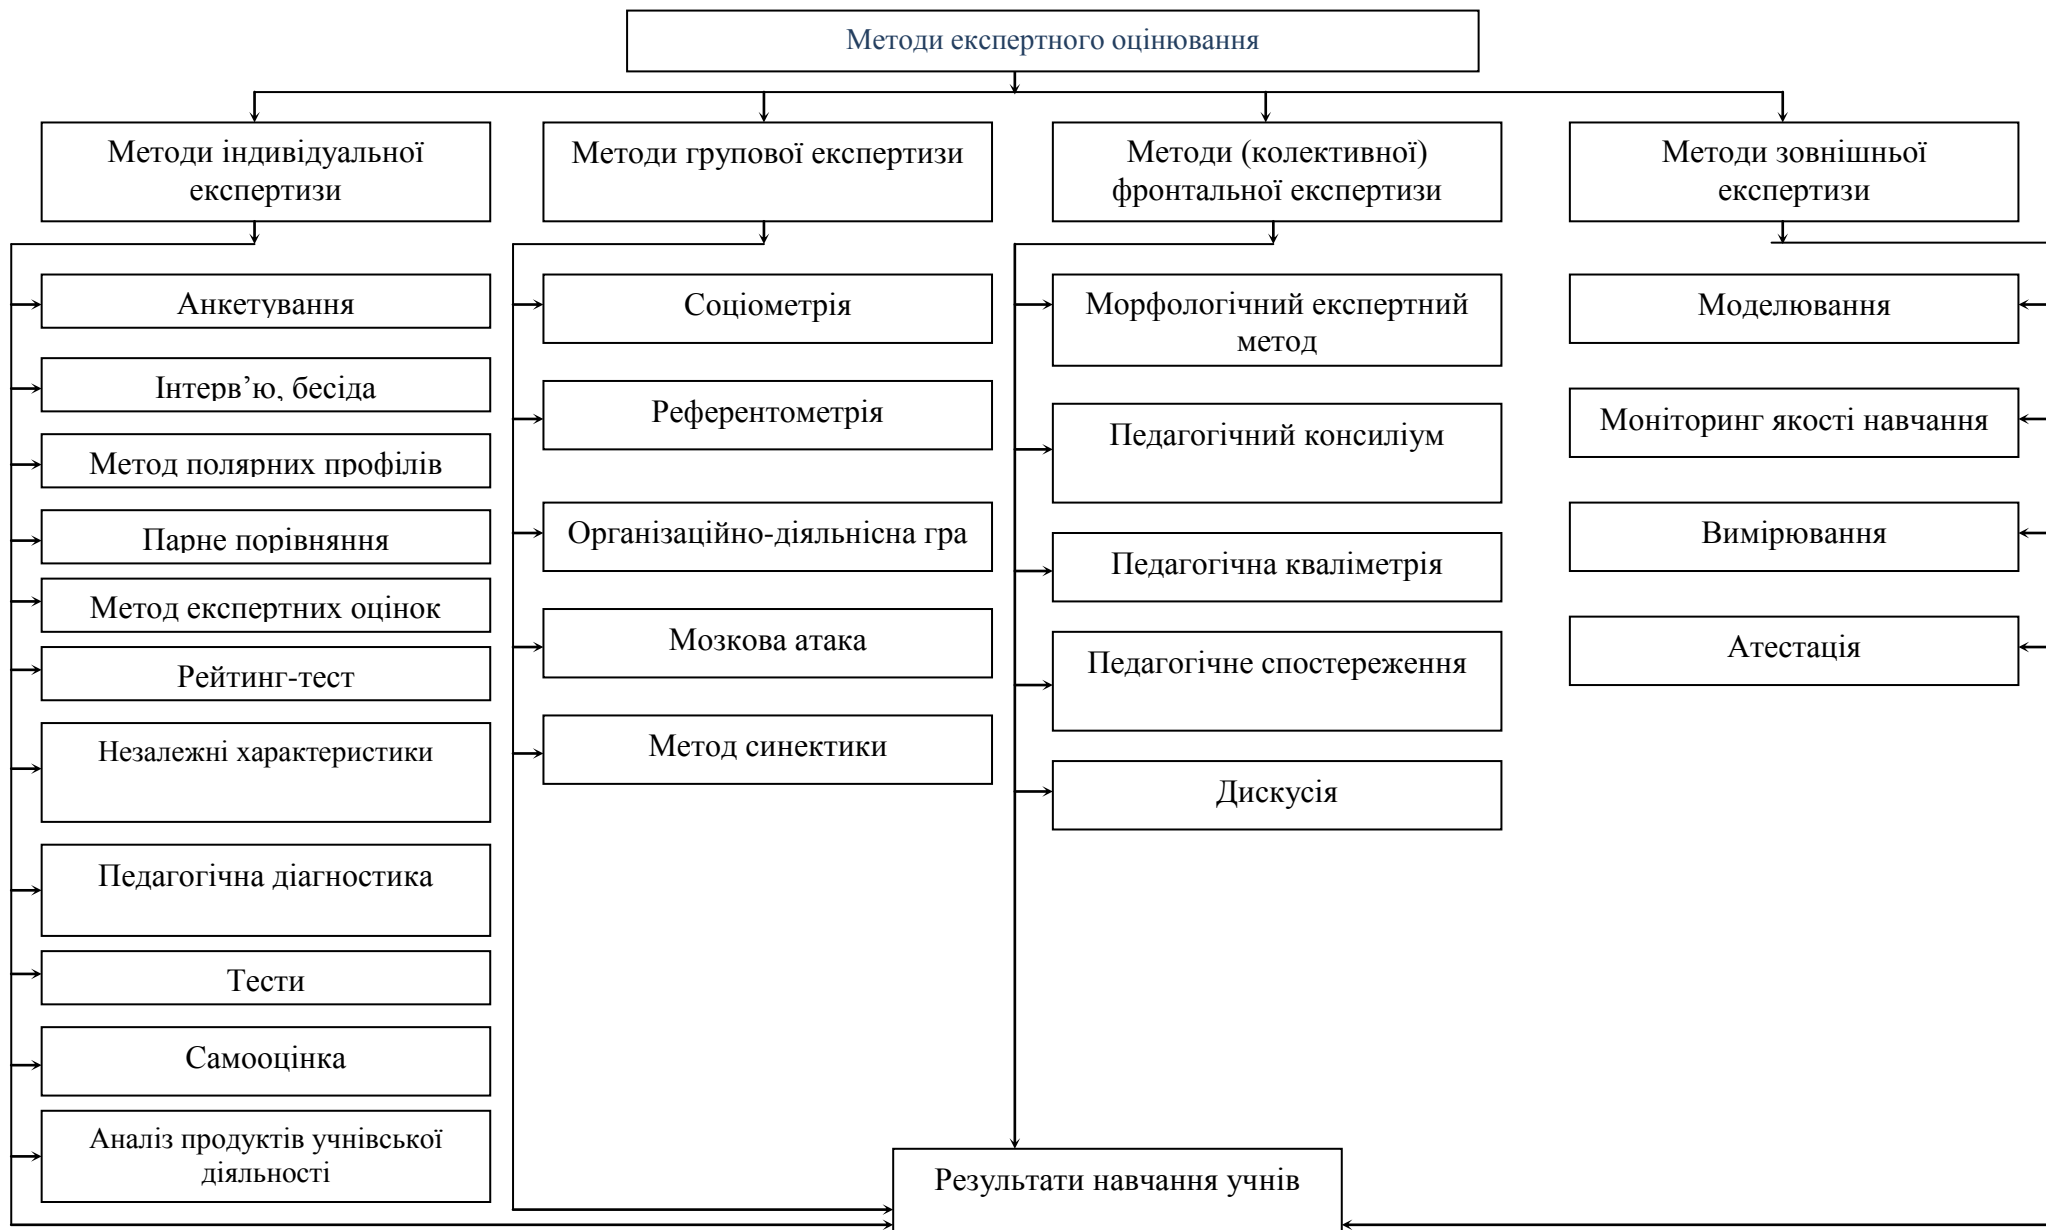 Методи експертного оцінювання
Методи індивідуальної
експертизи
Анкетування
Інтерв’ю, бесіда
Метод полярних профілів
Парне порівняння
Метод експертних оцінок
Рейтинг-тест
Незалежні характеристики
Педагогічна діагностика
Тести
Самооцінка
Аналіз продуктів учнівської
діяльності
Методи групової експертизи
Соціометрія
Референтометрія
Організаційно-діяльнісна гра
Мозкова атака
Метод синектики
Методи (колективної)
фронтальної експертизи
Морфологічний експертний
метод
Педагогічний консиліум
Педагогічна кваліметрія
Педагогічне спостереження
Дискусія
Методи зовнішньої
експертизи
Моделювання
Моніторинг якості навчання
Вимірювання
Атестація
Результати навчання учнів